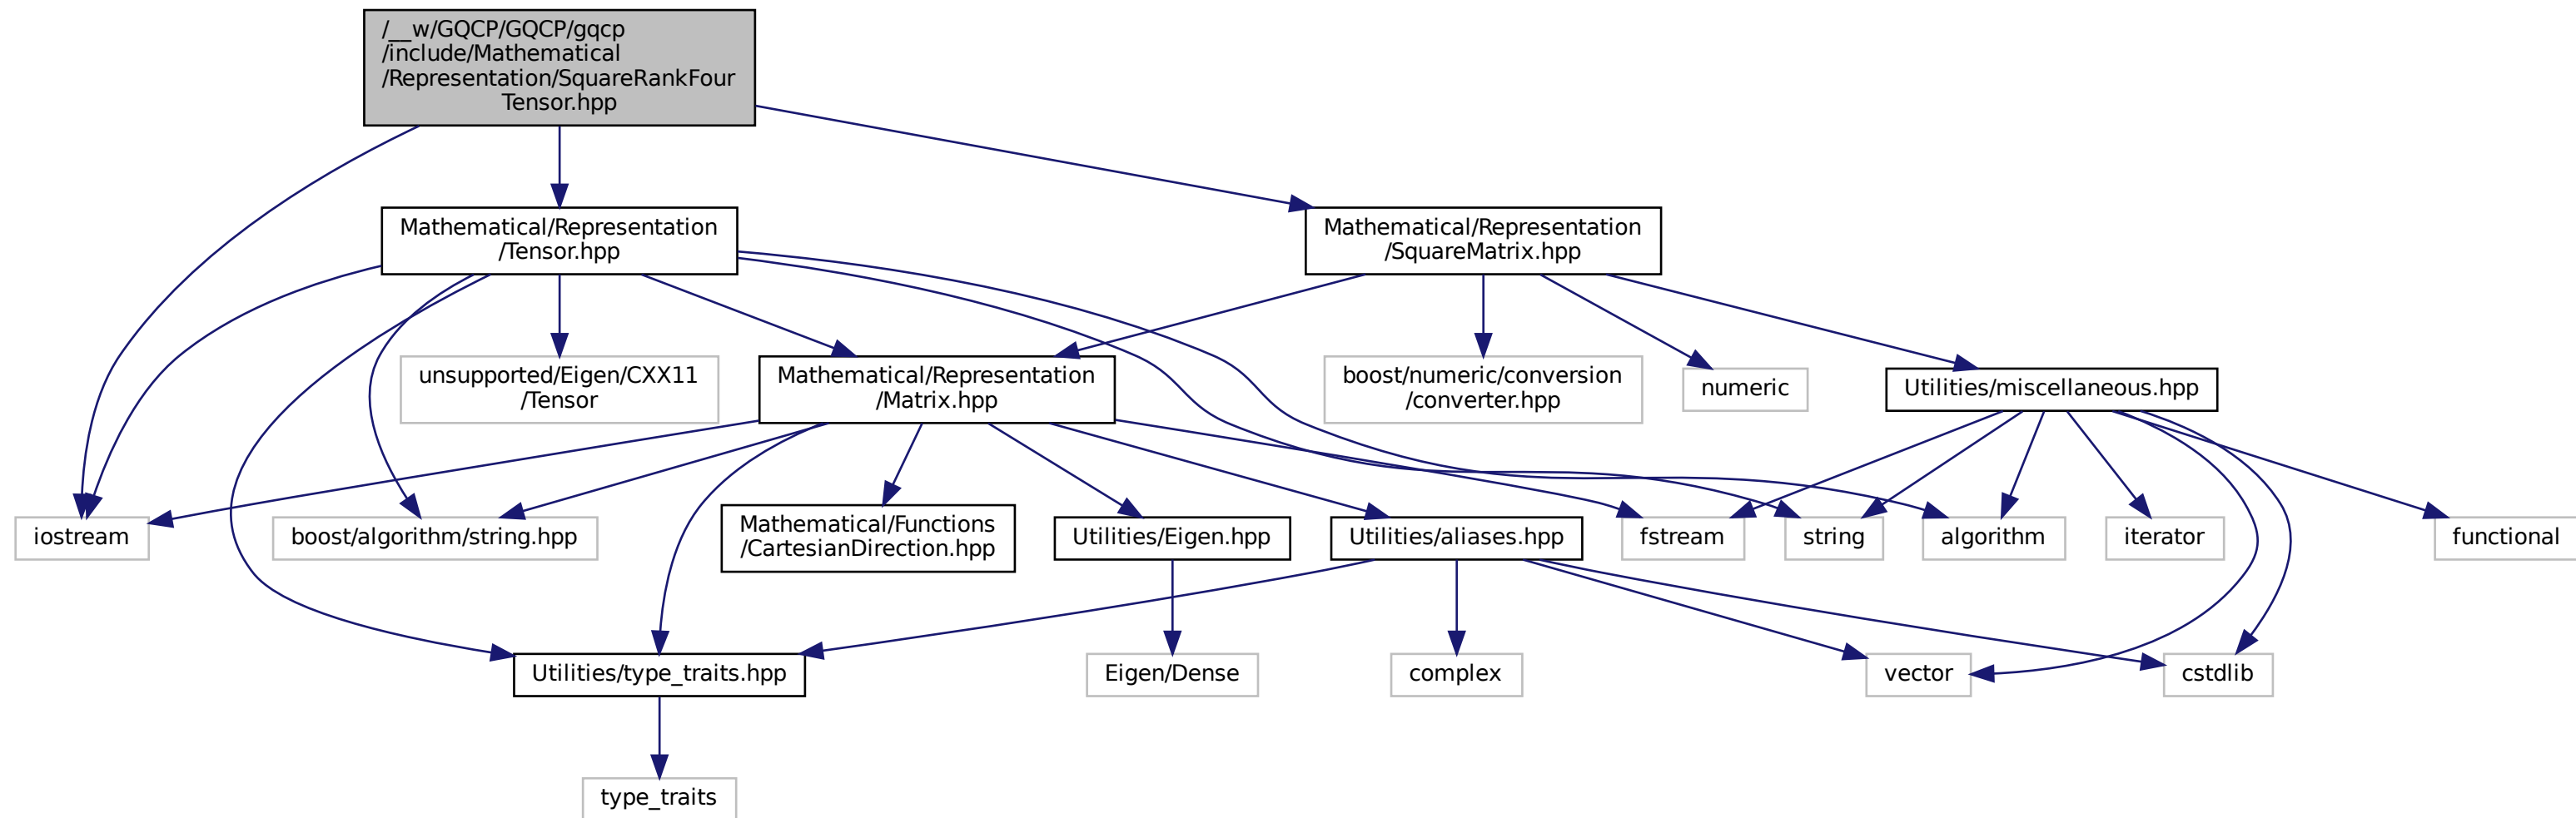 /__w/GQCP/GQCP/gqcp
/include/Mathematical
/Representation/SquareRankFour
Tensor.hpp
Mathematical/Representation
/Tensor.hpp
Mathematical/Representation
/SquareMatrix.hpp
unsupported/Eigen/CXX11
/Tensor
Mathematical/Representation
/Matrix.hpp
boost/numeric/conversion
/converter.hpp
numeric
Utilities/miscellaneous.hpp
iostream
boost/algorithm/string.hpp
Mathematical/Functions
/CartesianDirection.hpp
Utilities/Eigen.hpp
Utilities/aliases.hpp
fstream
string
algorithm
iterator
functional
Utilities/type_traits.hpp
Eigen/Dense
complex
vector
cstdlib
type_traits